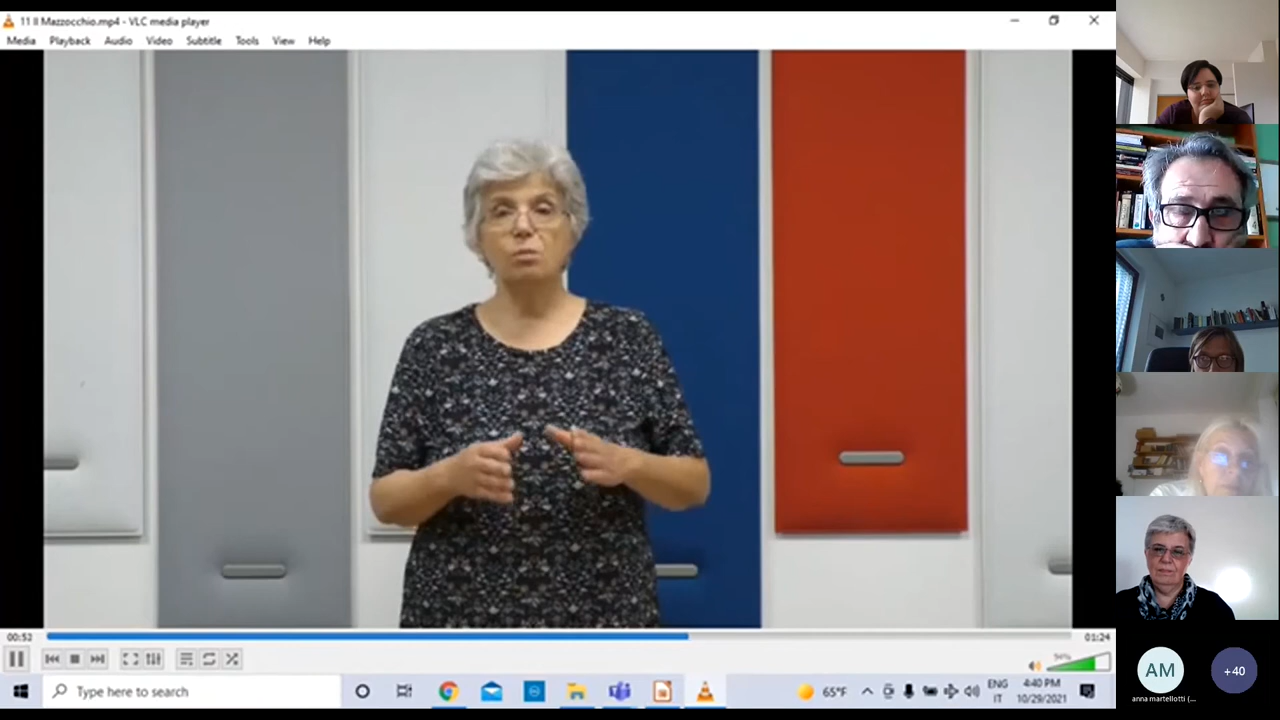 11 Il Mazzocchio.mp4 - VLC media player
Media Playback Audio Video Subtitle Tools View Help
00:52
01:24
Type here to search
65°F
ENG
IT
4:40 PM
10/29/2021
AM
+40
anna martellotti (...